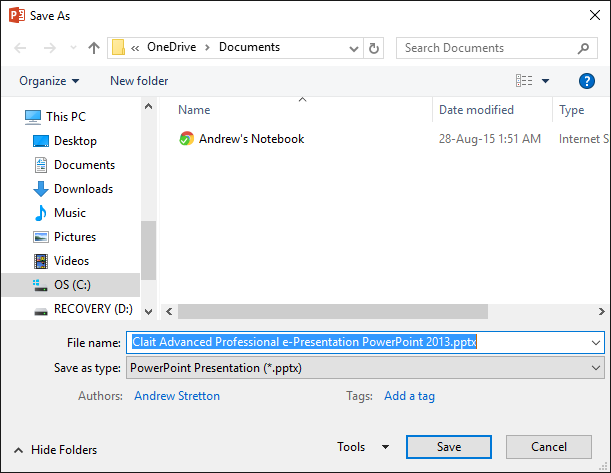 Save As
« OneDrive > Documents
Search Documents
Organize New folder
?
Name Date modified Type
This PC
Desktop
Documents
Downloads
Music
Pictures
Videos
OS (C:)
RECOVERY (D:)
Andrew's Notebook 28-Aug-15 1:51 AM Internet S
File name: Clait Advanced Professional e-Presentation PowerPoint 2013.pptx
Save as type: PowerPoint Presentation (*.pptx)
Authors: Andrew Stretton Tags: Add a tag
Hide Folders Tools Save Cancel